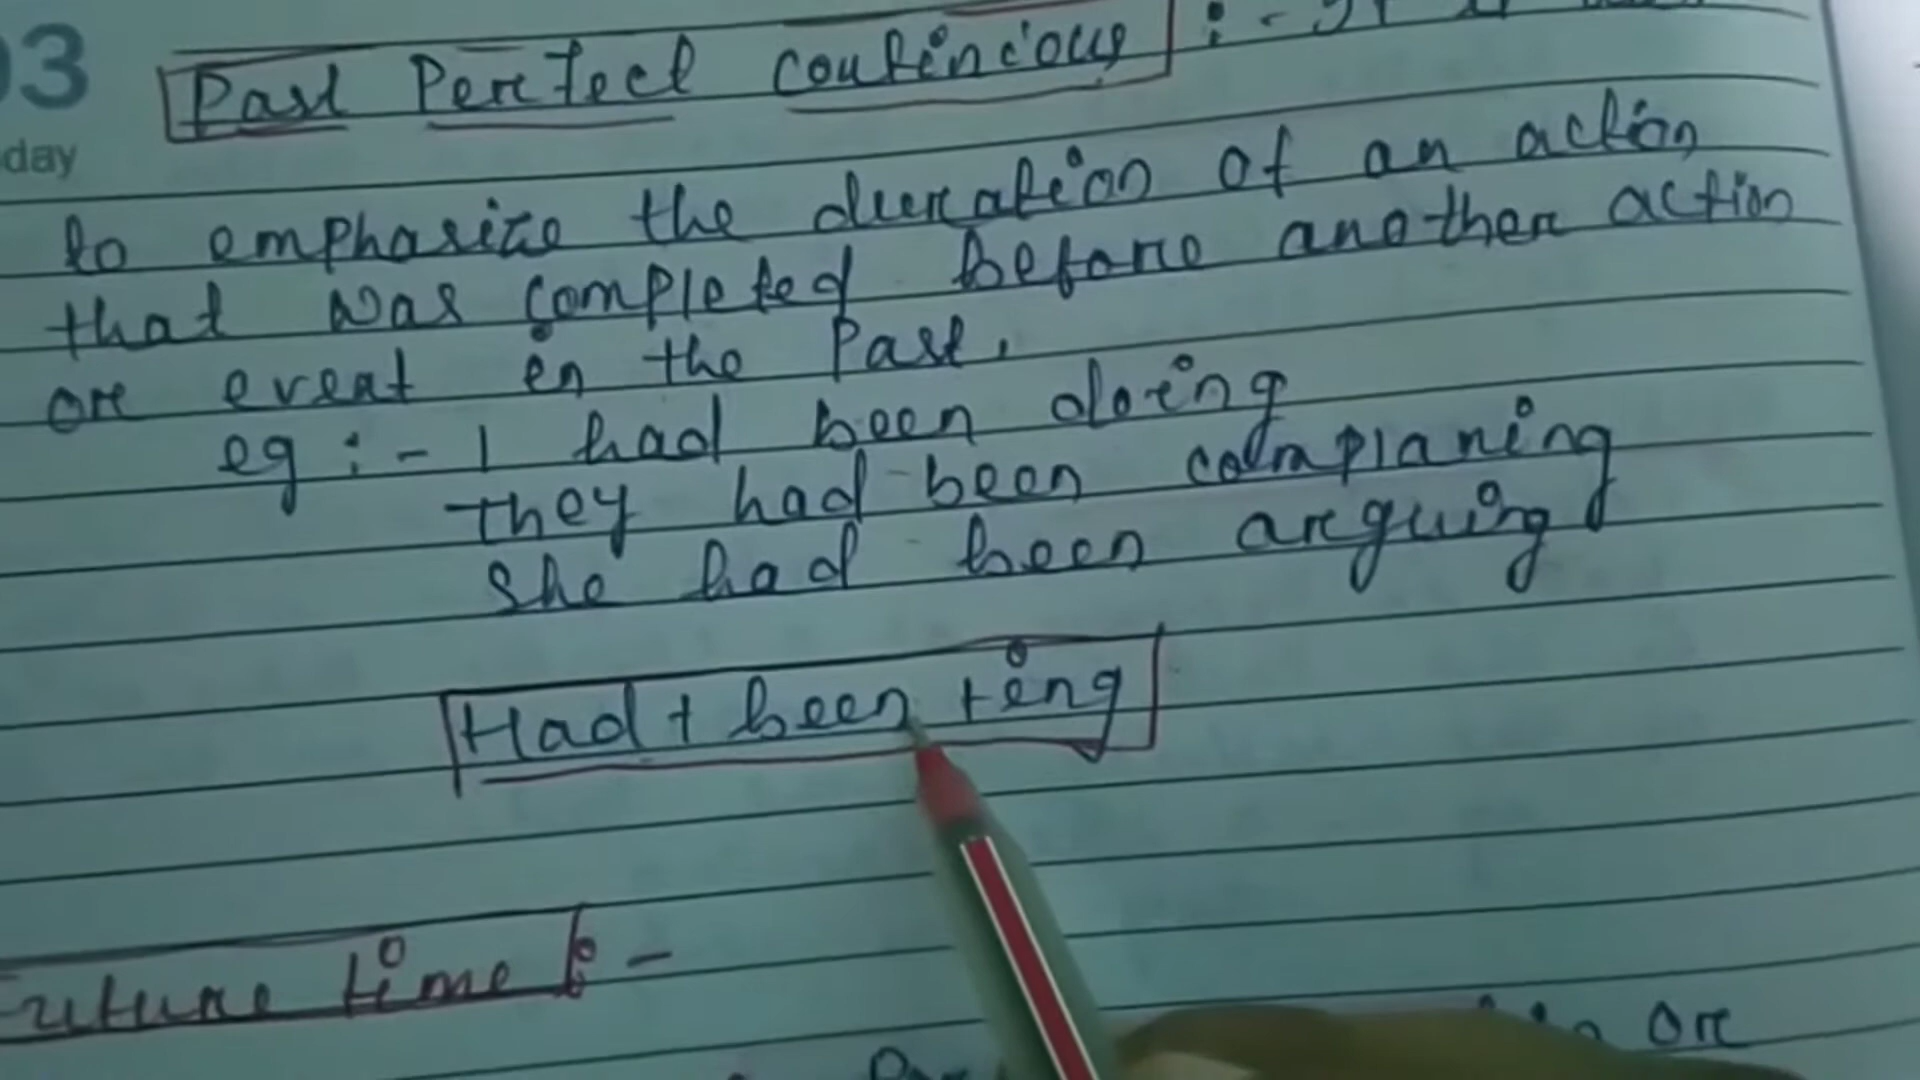 03
day
Past Perfect continious :-
to emphasize the duration of an action
that was completed before another action
or event in the Past.
eg :- I had been doing
they had been complaning
she had been arguing
Had + been + ing
Future time :-
or